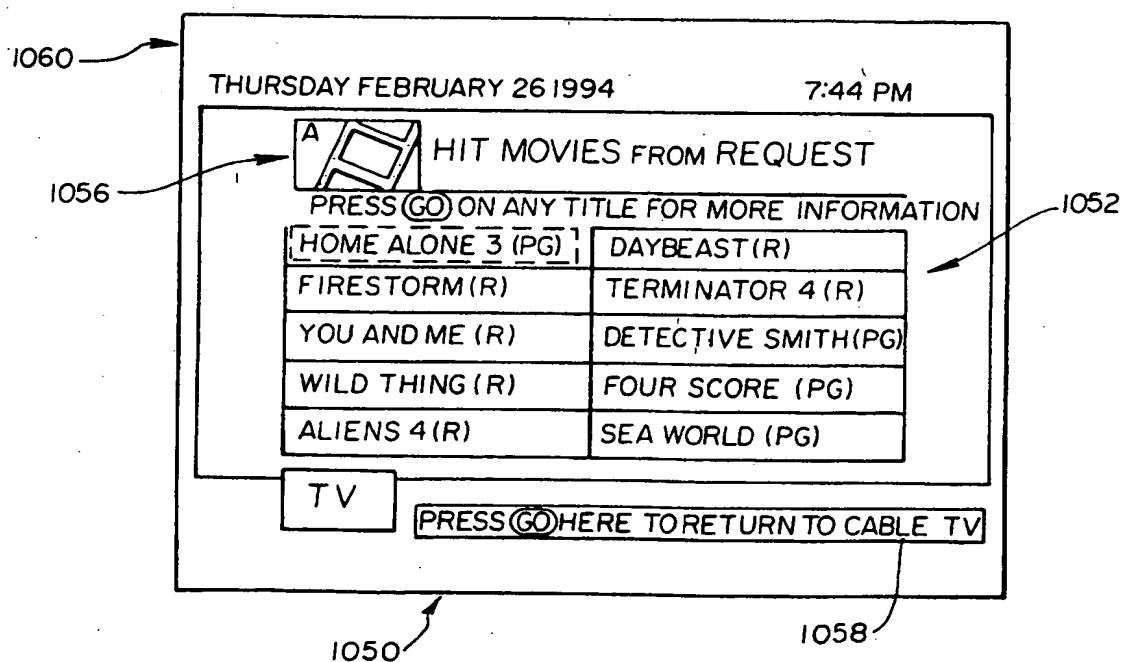 1060
THURSDAY FEBRUARY 26 1994 7:44 PM
A
HIT MOVIES FROM REQUEST
1056
PRESS GO ON ANY TITLE FOR MORE INFORMATION
1052
HOME ALONE 3 (PG) DAYBEAST (R)
FIRESTORM (R) TERMINATOR 4 (R)
YOU AND ME (R) DETECTIVE SMITH (PG)
WILD THING (R) FOUR SCORE (PG)
ALIENS 4 (R) SEA WORLD (PG)
TV
PRESS GO HERE TO RETURN TO CABLE TV
1050
1058